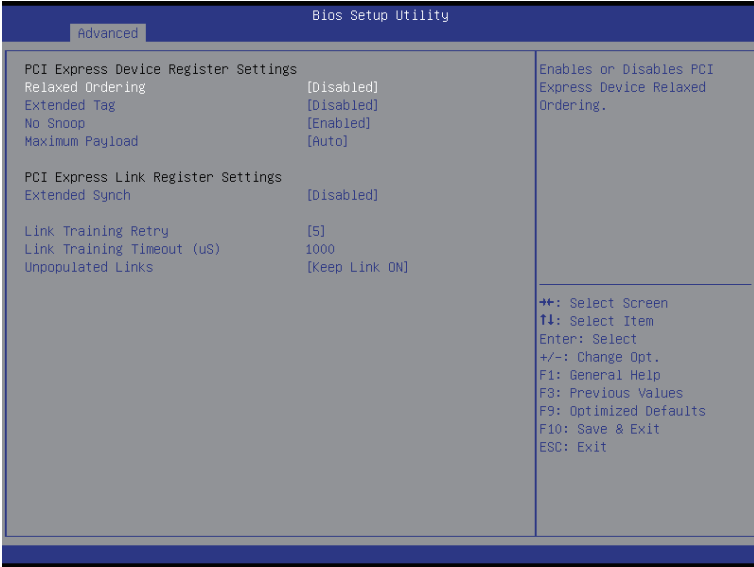 Bios Setup Utility
Advanced
PCI Express Device Register Settings
Relaxed Ordering [Disabled]
Extended Tag [Disabled]
No Snoop [Enabled]
Maximum Payload [Auto]
PCI Express Link Register Settings
Extended Synch [Disabled]
Link Training Retry [5]
Link Training Timeout (uS) 1000
Unpopulated Links [Keep Link ON]
Enables or Disables PCI
Express Device Relaxed
Ordering.
→←: Select Screen
↑↓: Select Item
Enter: Select
+/-: Change Opt.
F1: General Help
F3: Previous Values
F9: Optimized Defaults
F10: Save & Exit
ESC: Exit